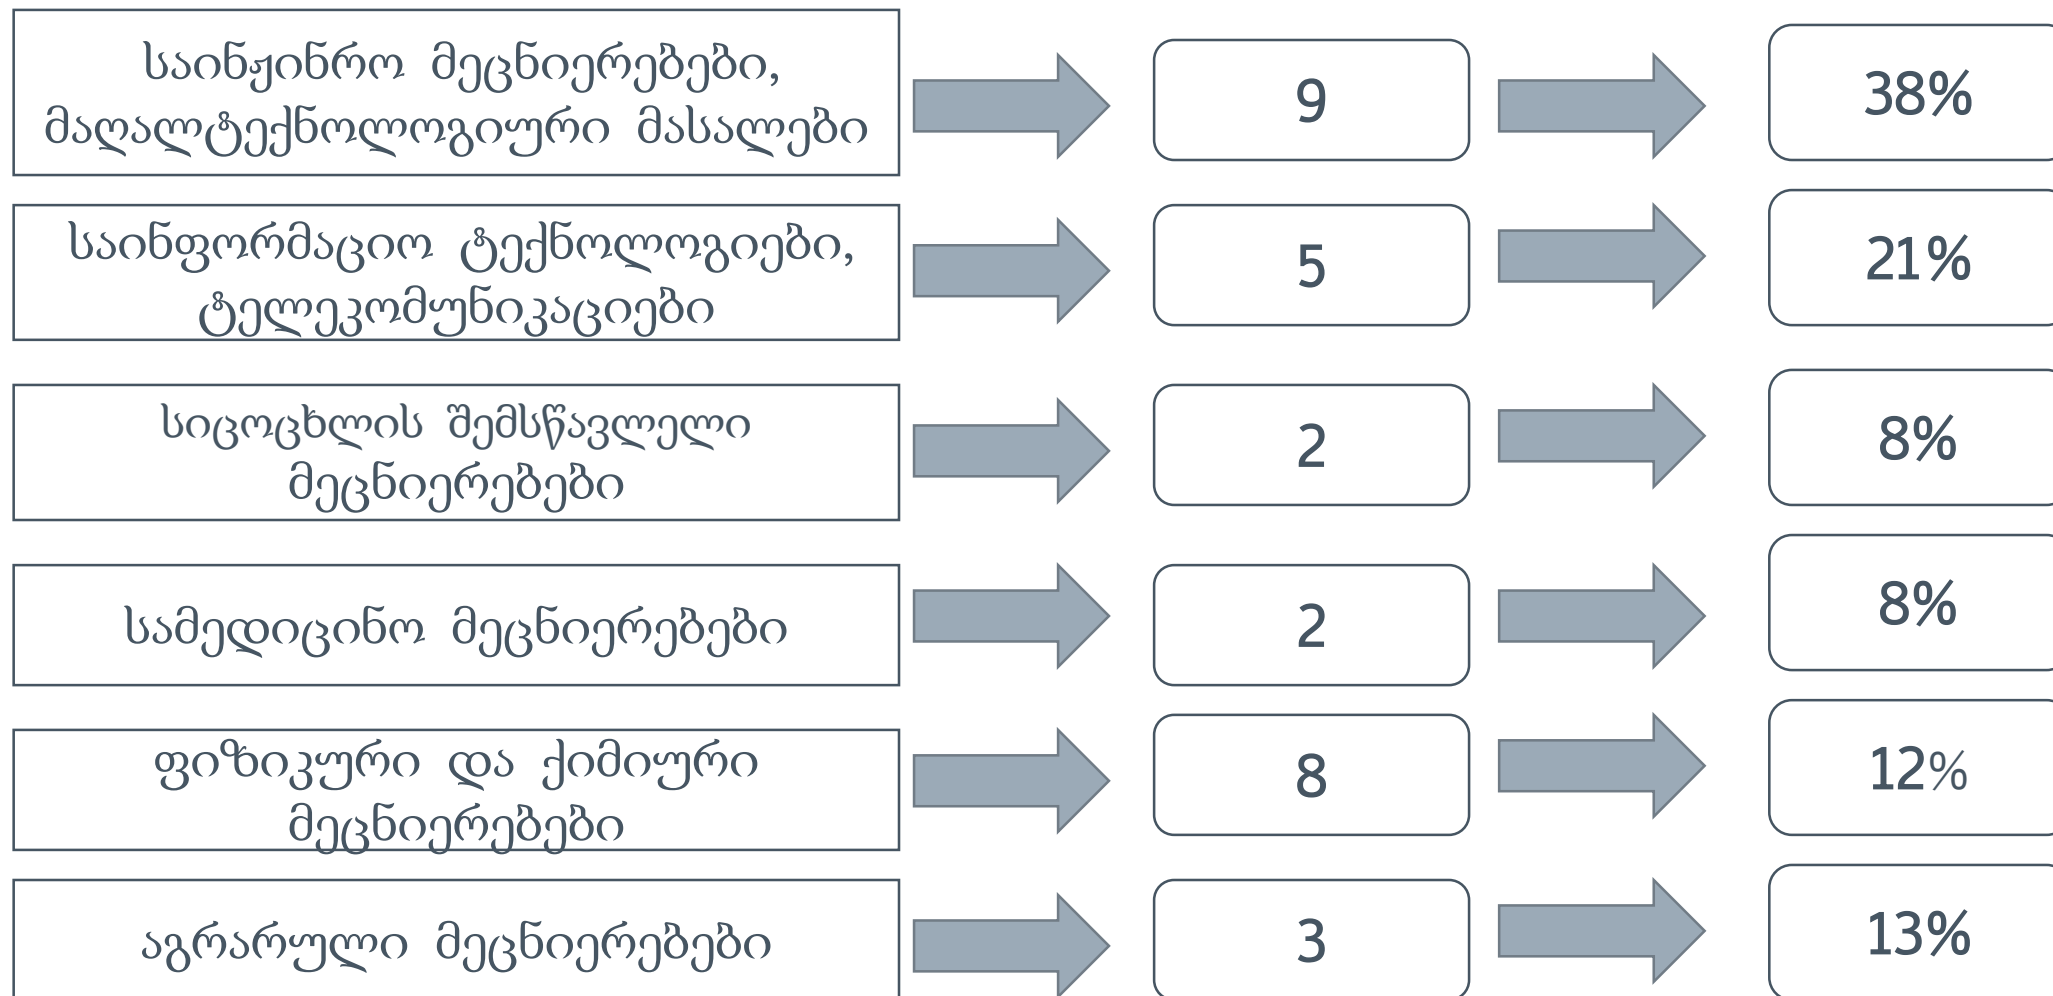 საინჟინრო მეცნიერებები,
მაღალტექნოლოგიური მასალები
9
38%
საინფორმაციო ტექნოლოგიები,
ტელეკომუნიკაციები
5
21%
სიცოცხლის შემსწავლელი
მეცნიერებები
2
8%
სამედიცინო მეცნიერებები
2
8%
ფიზიკური და ქიმიური
მეცნიერებები
8
12%
აგრარული მეცნიერებები
3
13%